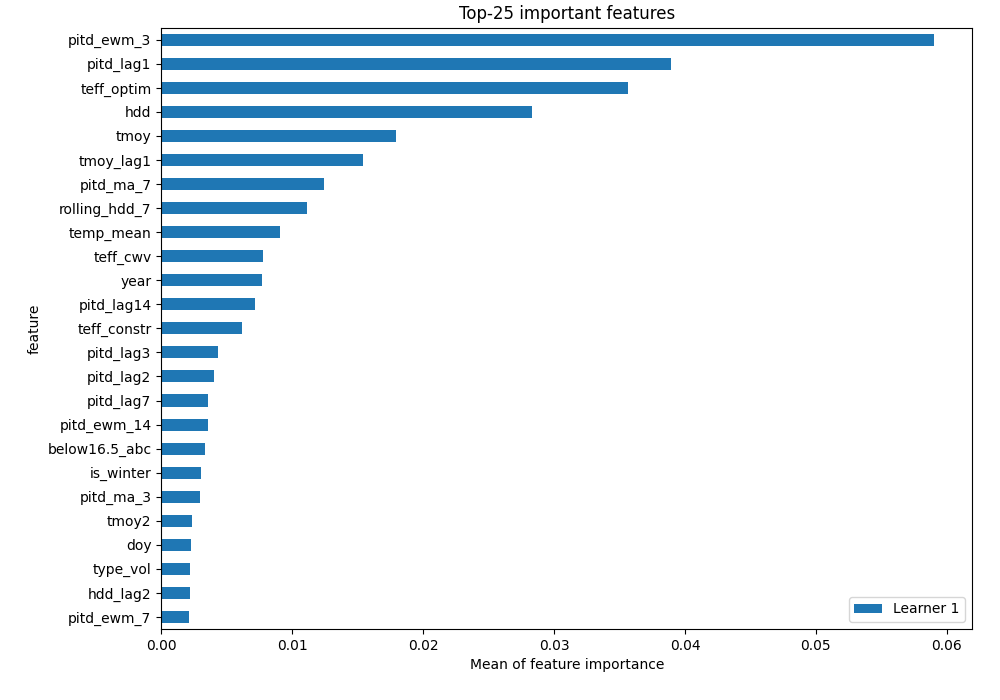 Top-25 important features
pitd_ewm_3
pitd_lag1
teff_optim
hdd
tmoy
tmoy_lag1
pitd_ma_7
rolling_hdd_7
temp_mean
teff_cwv
year
pitd_lag14
teff_constr
pitd_lag3
pitd_lag2
pitd_lag7
pitd_ewm_14
below16.5_abc
is_winter
pitd_ma_3
tmoy2
doy
type_vol
hdd_lag2
pitd_ewm_7
feature
Learner 1
0.00 0.01 0.02 0.03 0.04 0.05 0.06
Mean of feature importance